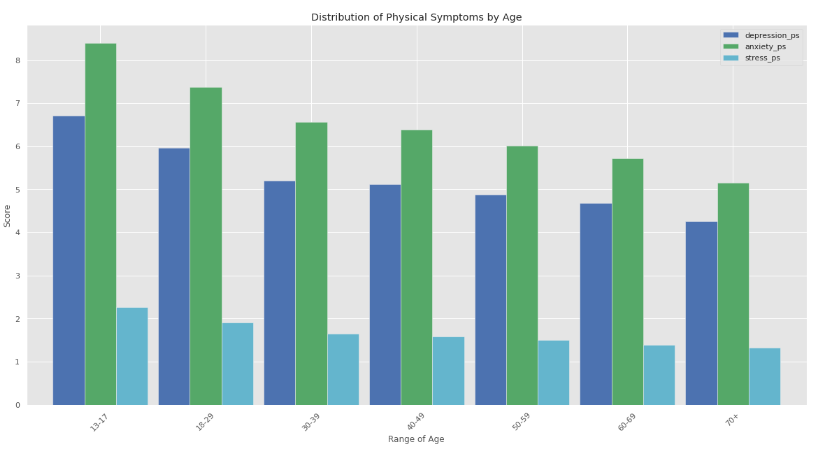 Distribution of Physical Symptoms by Age
depression_ps
anxiety_ps
stress_ps
8
7
6
5
4
3
2
1
0
Score
13-17
18-29
30-39
40-49
50-59
60-69
70+
Range of Age